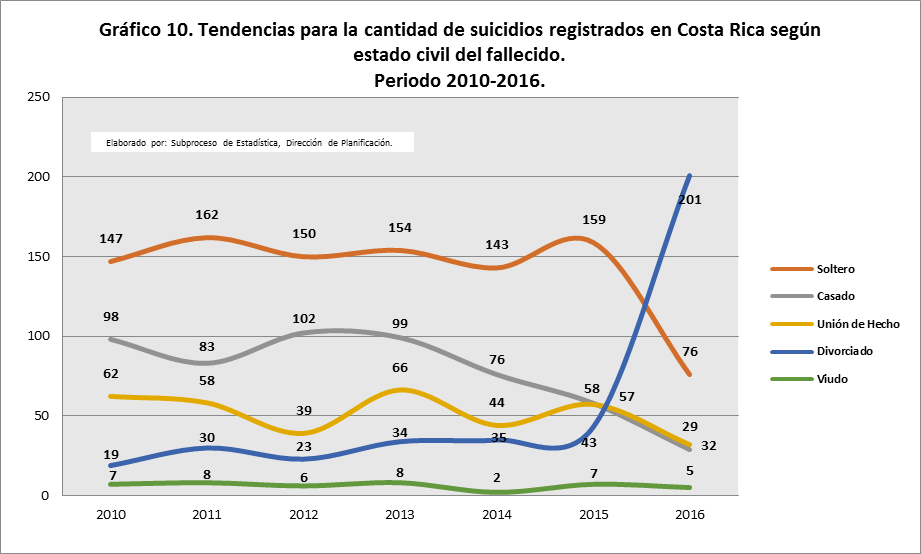 Gráfico 10. Tendencias para la cantidad de suicidios registrados en Costa Rica según
estado civil del fallecido.
Periodo 2010-2016.
Elaborado por: Subproceso de Estadística, Dirección de Planificación.
250
200
150
100
50
0
147 162 150 154 143 159 76
98 83 102 99 76 58 29
62 58 39 66 44 57 32
19 30 23 34 35 43 201
7 8 6 8 2 7 5
2010 2011 2012 2013 2014 2015 2016
Soltero
Casado
Unión de Hecho
Divorciado
Viudo